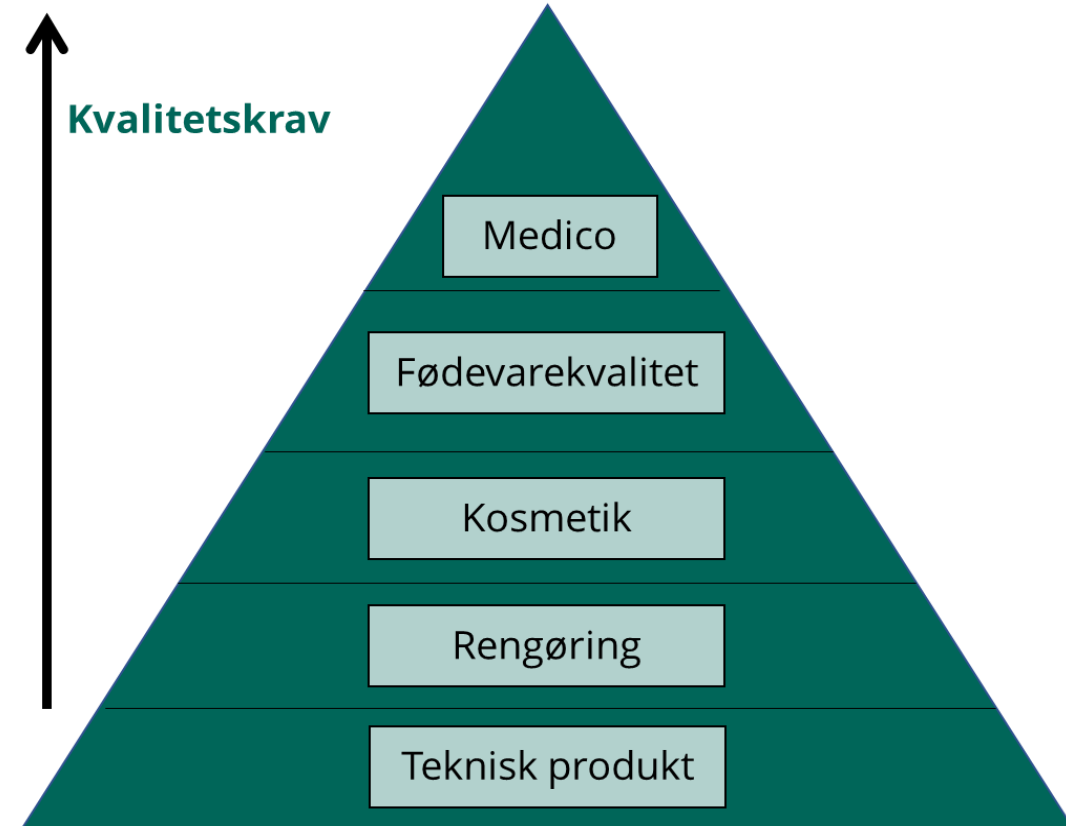 Kvalitetskrav
Medico
Fødevarekvalitet
Kosmetik
Rengøring
Teknisk produkt